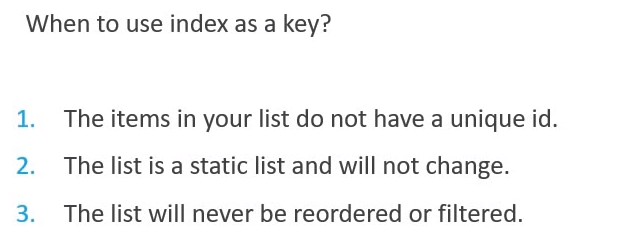 When to use index as a key?
1. The items in your list do not have a unique id.
2. The list is a static list and will not change.
3. The list will never be reordered or filtered.